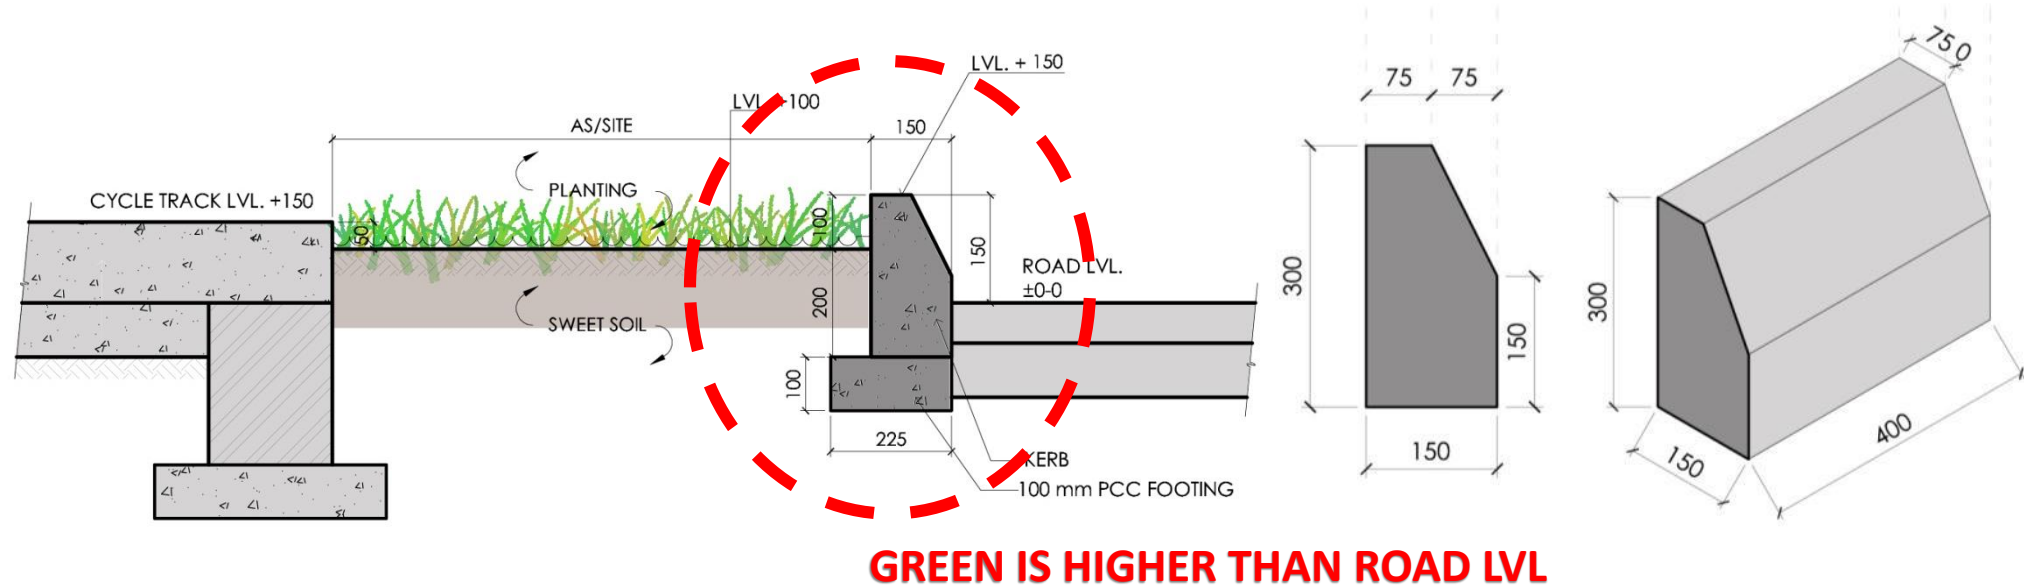 LVL. + 150
LVL. +100
AS/SITE
150
PLANTING
CYCLE TRACK LVL. +150
50
100
150
ROAD LVL.
±0-0
200
SWEET SOIL
100
225
KERB
100 mm PCC FOOTING
75
75
300
150
150
75 0
300
150
400
GREEN IS HIGHER THAN ROAD LVL